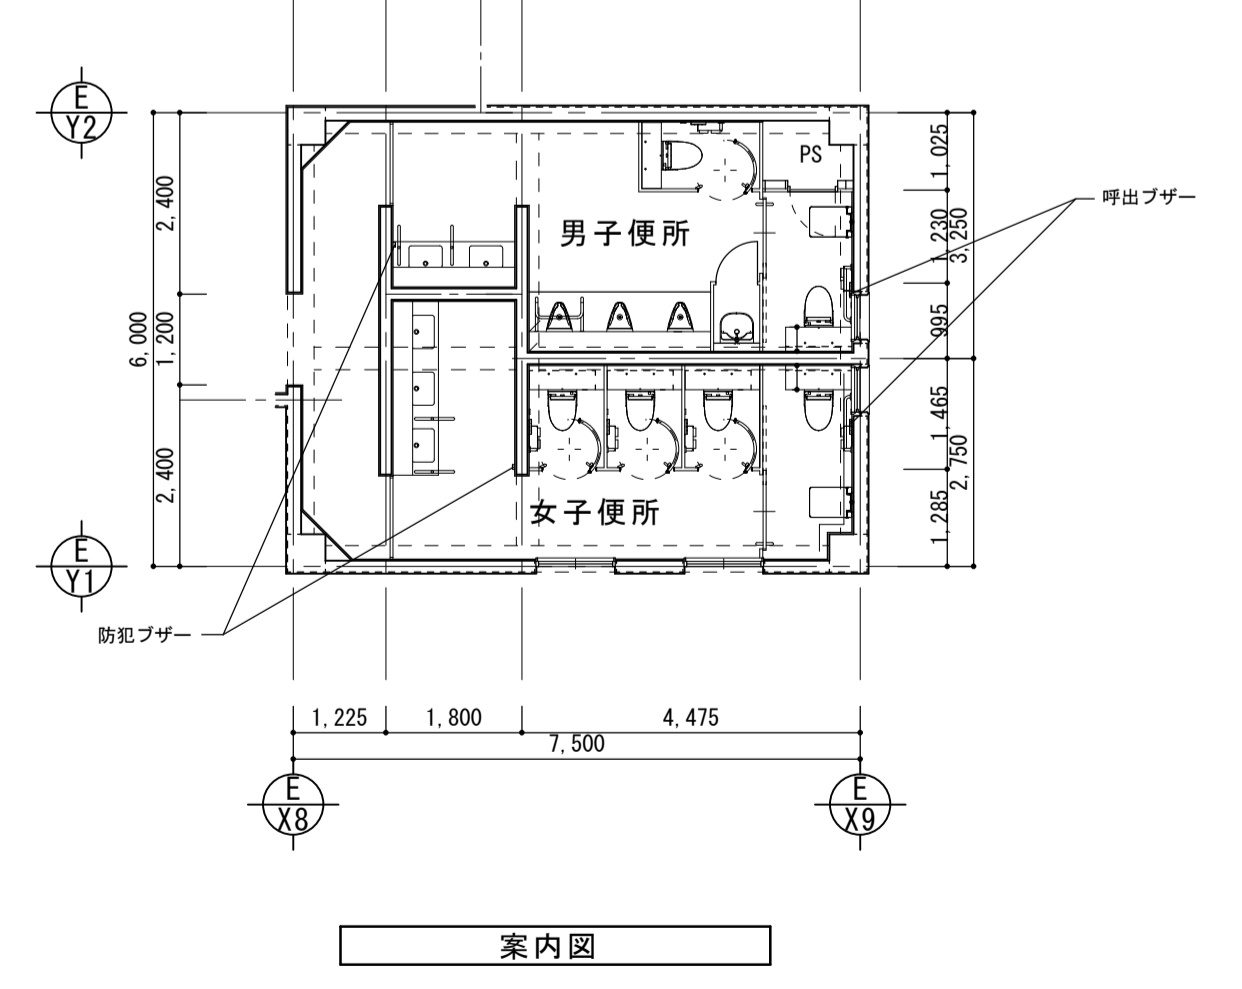 E
Y2
1,025
PS
呼出ブザー
2,400
男子便所
1,230
3,250
6,000
1,200
995
1,465
2,400
2,750
女子便所
1,285
E
Y1
防犯ブザー
1,225
1,800
4,475
7,500
E
X8
E
X9
案内図